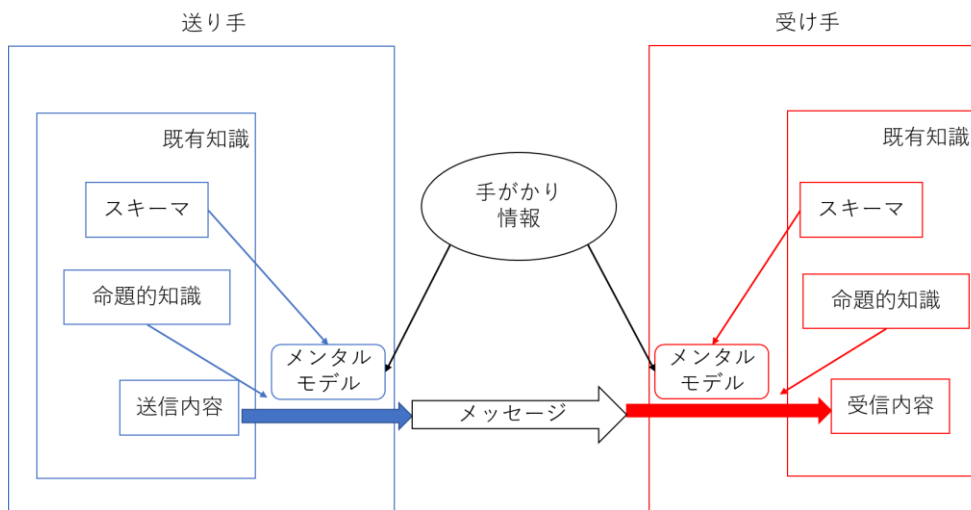 送り手
受け手
既有知識
スキーマ
命題的知識
メンタル
モデル
送信内容
手がかり
情報
メッセージ
既有知識
スキーマ
命題的知識
メンタル
モデル
受信内容